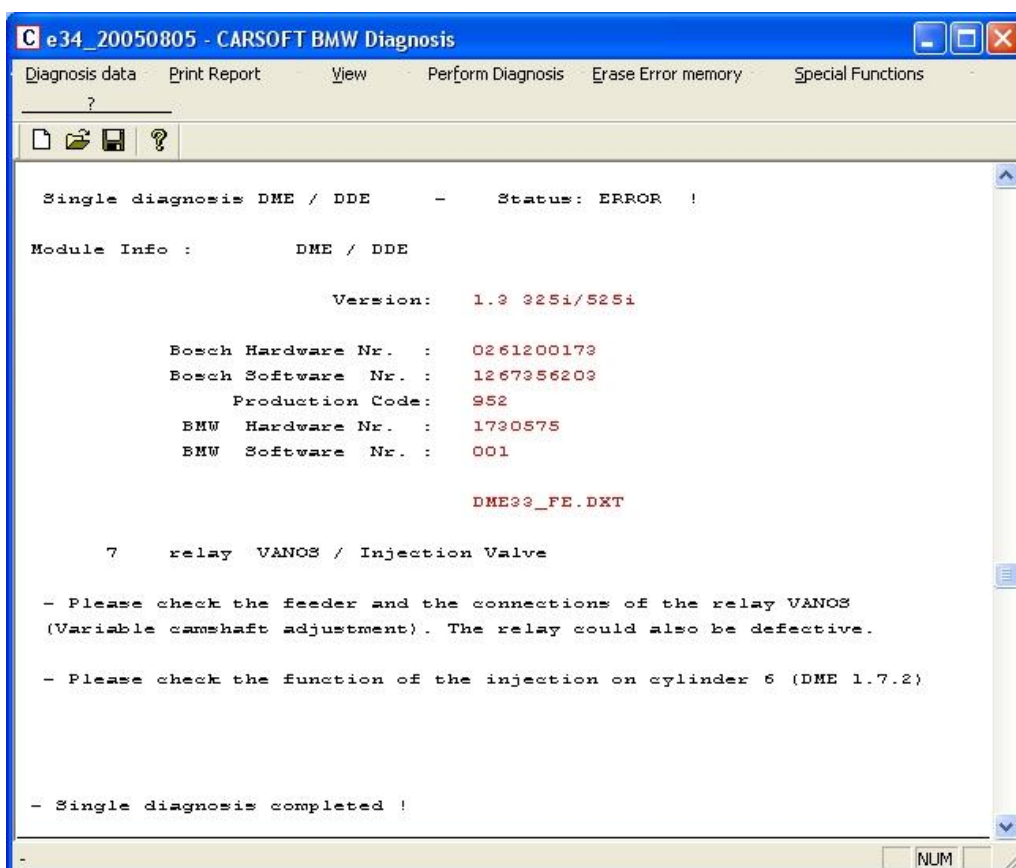 C e34_20050805 - CARSOFT BMW Diagnosis
Diagnosis data Print Report View Perform Diagnosis Erase Error memory Special Functions
?
Single diagnosis DME / DDE - Status: ERROR !
Module Info : DME / DDE
Version: 1.3 325i/525i
Bosch Hardware Nr. : 0261200173
Bosch Software Nr. : 1267356203
Production Code: 952
BMW Hardware Nr. : 1730575
BMW Software Nr. : 001
DME33_FE.DXT
7 relay VANOS / Injection Valve
- Please check the feeder and the connections of the relay VANOS
(Variable camshaft adjustment). The relay could also be defective.
- Please check the function of the injection on cylinder 6 (DME 1.7.2)
- Single diagnosis completed !
- NUM